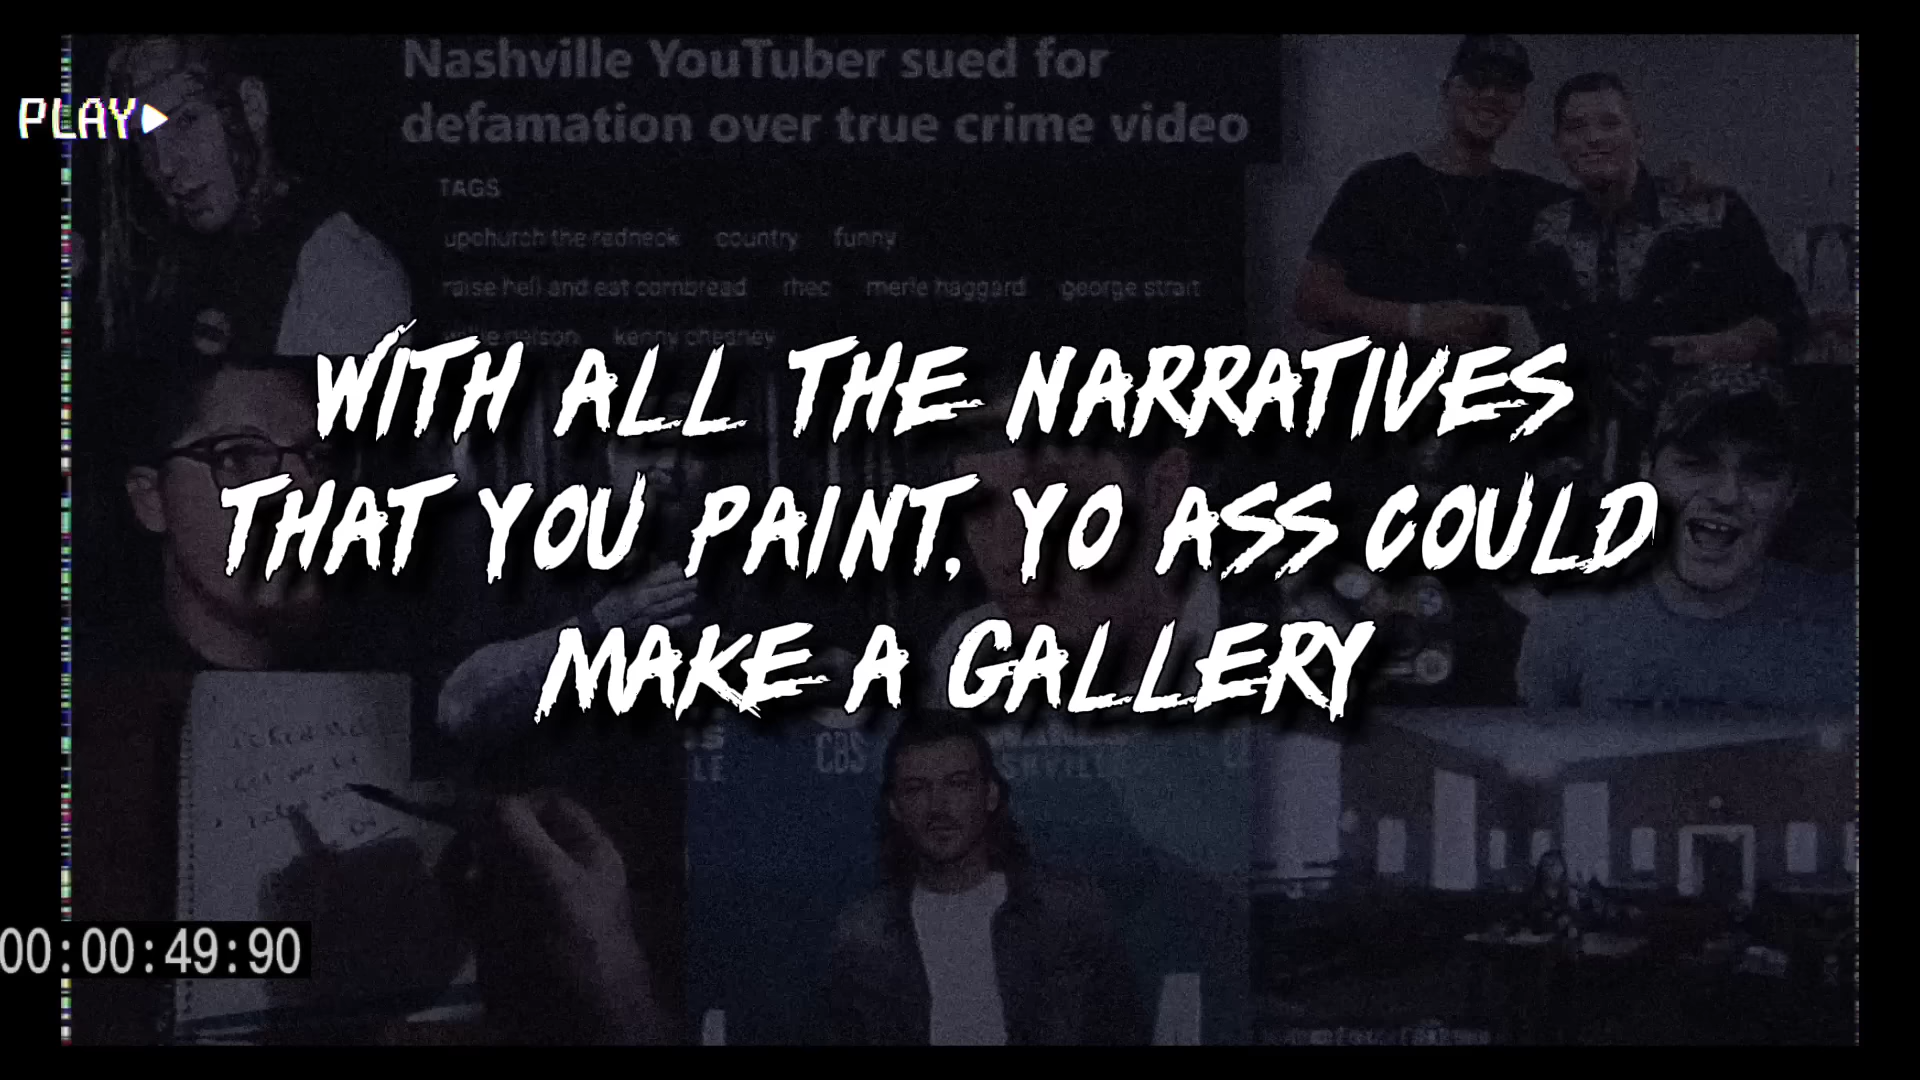 Nashville YouTuber sued for
defamation over true crime video
PLAY
TAGS
upchurch the redneck country funny
raise hell and eat cornbread rhec merle haggard george strait
willie nelson kenny chesney
WITH ALL THE NARRATIVES
THAT YOU PAINT, YO ASS COULD
MAKE A GALLERY
CBS
00:00:49:90